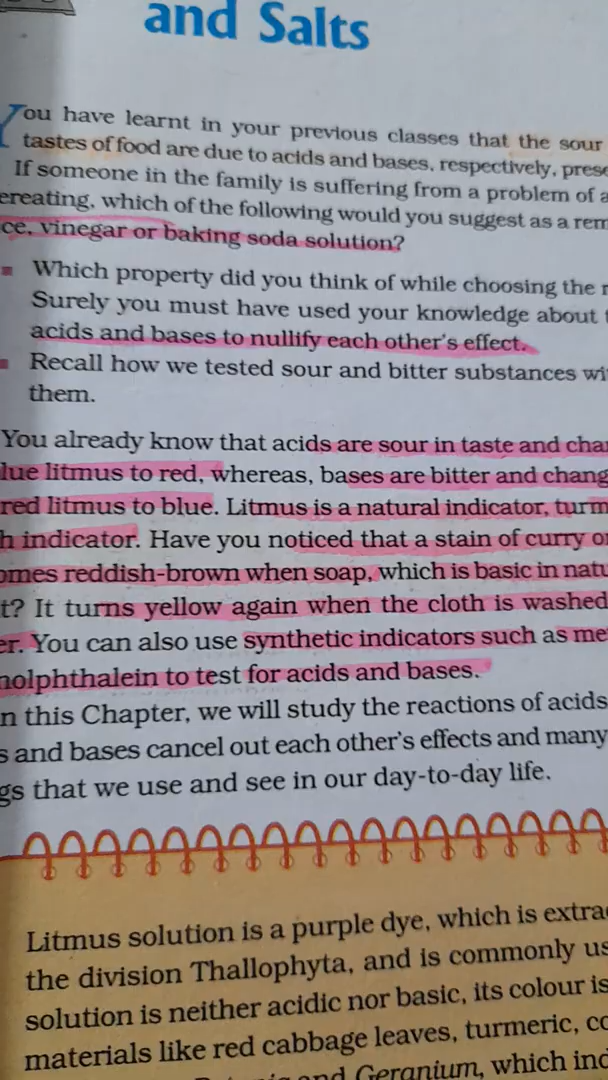 and Salts
You have learnt in your previous classes that the sour
tastes of food are due to acids and bases, respectively, prese
If someone in the family is suffering from a problem of a
ereating, which of the following would you suggest as a rem
ce, vinegar or baking soda solution?
Which property did you think of while choosing the r
Surely you must have used your knowledge about t
acids and bases to nullify each other's effect.
Recall how we tested sour and bitter substances wi
them.
You already know that acids are sour in taste and cha
lue litmus to red, whereas, bases are bitter and chang
red litmus to blue. Litmus is a natural indicator, turm
h indicator. Have you noticed that a stain of curry o
omes reddish-brown when soap, which is basic in natu
t? It turns yellow again when the cloth is washed
er. You can also use synthetic indicators such as me
nolphthalein to test for acids and bases.
n this Chapter, we will study the reactions of acids
s and bases cancel out each other's effects and many
gs that we use and see in our day-to-day life.
Litmus solution is a purple dye, which is extra
the division Thallophyta, and is commonly us
solution is neither acidic nor basic, its colour is
materials like red cabbage leaves, turmeric, co
and Geranium, which ind